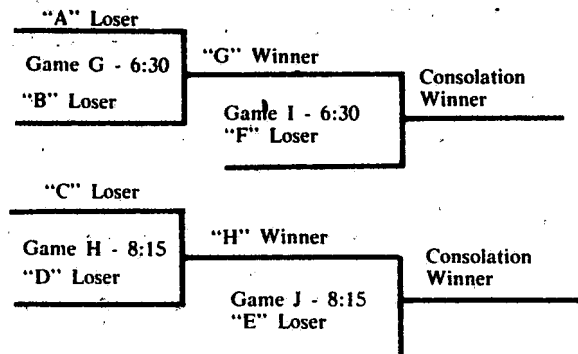 “A” Loser
Game G - 6:30
“B” Loser
“G” Winner
Game I - 6:30
“F” Loser
Consolation
Winner
“C” Loser
Game H - 8:15
“D” Loser
“H” Winner
Game J - 8:15
“E” Loser
Consolation
Winner